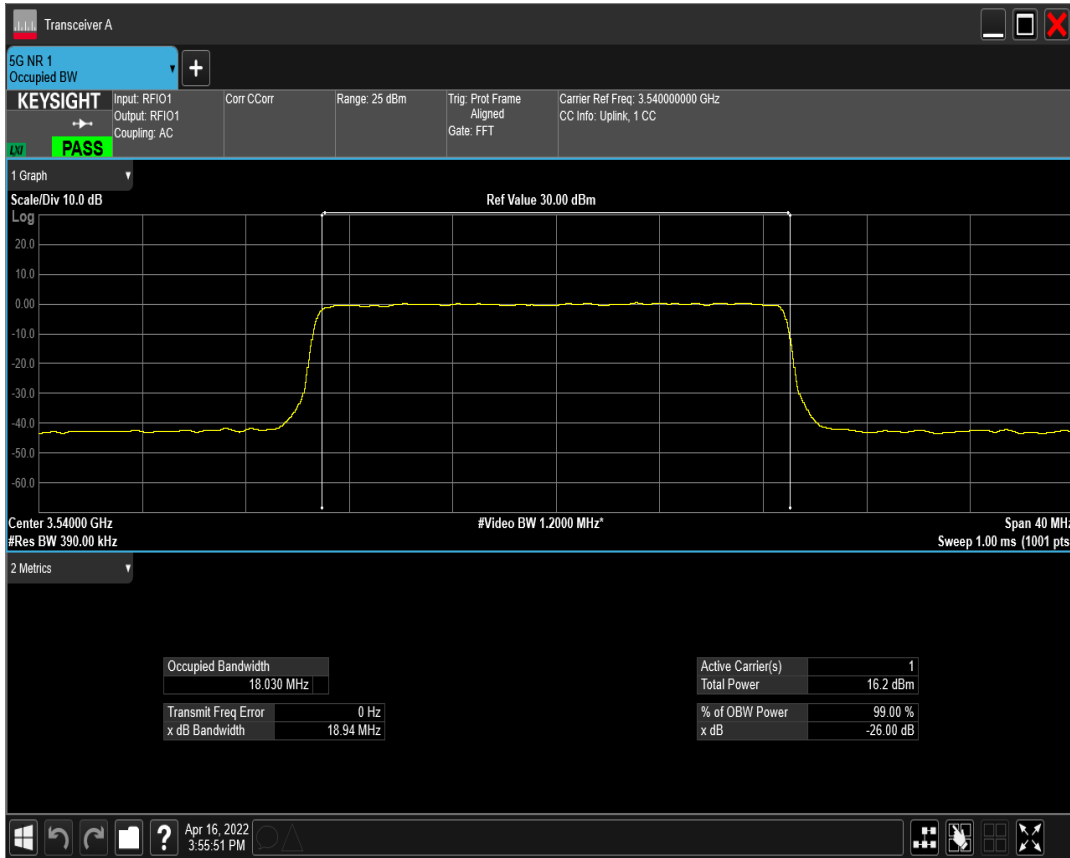 Transceiver A
5G NR 1
Occupied BW
+
KEYSIGHT
LXI
PASS
Input: RFIO1
Output: RFIO1
Coupling: AC
Corr CCorr
Range: 25 dBm
Trig: Prot Frame
Aligned
Gate: FFT
Carrier Ref Freq: 3.540000000 GHz
CC Info: Uplink, 1 CC
1 Graph
Scale/Div 10.0 dB
Ref Value 30.00 dBm
Log
20.0
10.0
0.00
-10.0
-20.0
-30.0
-40.0
-50.0
-60.0
Center 3.54000 GHz
#Video BW 1.2000 MHz*
Span 40 MHz
#Res BW 390.00 kHz
Sweep 1.00 ms (1001 pts
2 Metrics
Occupied Bandwidth
18.030 MHz
Transmit Freq Error 0 Hz
x dB Bandwidth 18.94 MHz
Active Carrier(s) 1
Total Power 16.2 dBm
% of OBW Power 99.00 %
x dB -26.00 dB
?
Apr 16, 2022
3:55:51 PM